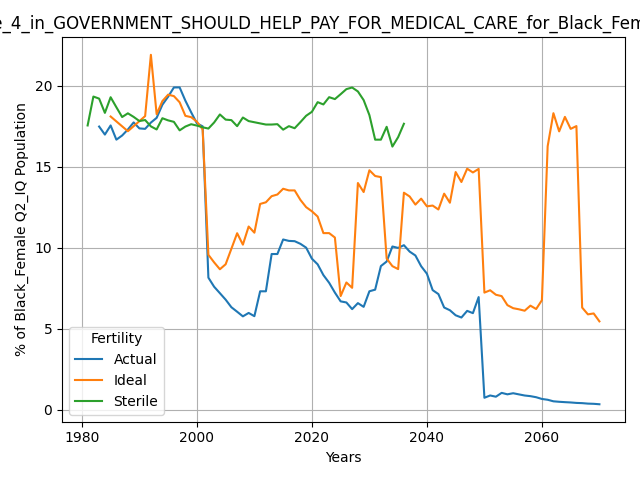 _4_in_GOVERNMENT_SHOULD_HELP_PAY_FOR_MEDICAL_CARE_for_Black_Fem
% of Black_Female Q2_IQ Population
20
15
10
5
0
Fertility
Actual
Ideal
Sterile
1980 2000 2020 2040 2060
Years